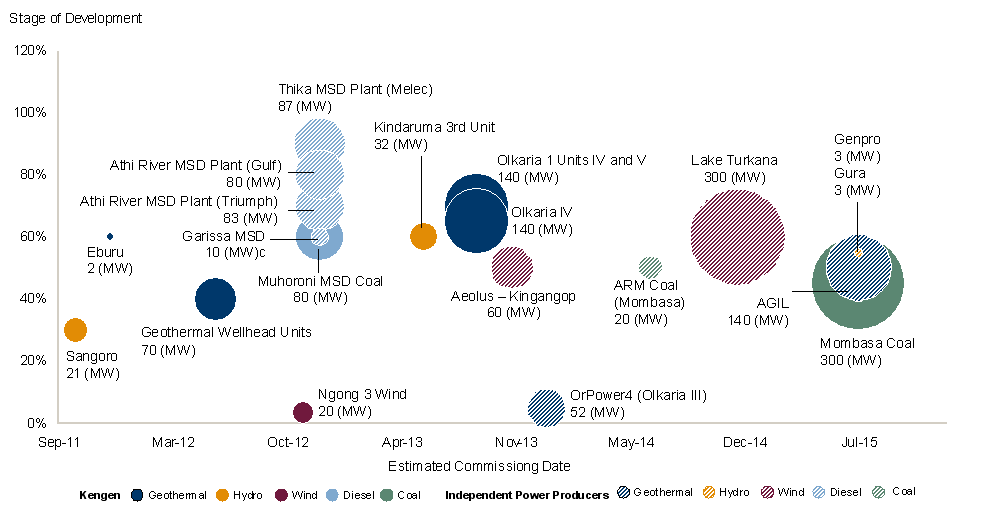 Stage of Development
120%
100%
80%
60%
40%
20%
0%
Thika MSD Plant (Melec)
87 (MW)
Kindaruma 3rd Unit
32 (MW)
Athi River MSD Plant (Gulf)
80 (MW)
Athi River MSD Plant (Triumph)
83 (MW)
Garissa MSD
10 (MW)c
Muhoroni MSD Coal
80 (MW)
Olkaria 1 Units IV and V
140 (MW)
Olkaria IV
140 (MW)
Lake Turkana
300 (MW)
Genpro
3 (MW)
Gura
3 (MW)
Eburu
2 (MW)
Geothermal Wellhead Units
70 (MW)
Sangoro
21 (MW)
Aeolus – Kingangop
60 (MW)
ARM Coal
(Mombasa)
20 (MW)
AGIL
140 (MW)
Mombasa Coal
300 (MW)
Ngong 3 Wind
20 (MW)
OrPower4 (Olkaria III)
52 (MW)
Sep-11 Mar-12 Oct-12 Apr-13 Nov-13 May-14 Dec-14 Jul-15
Estimated Commissiong Date
Kengen Geothermal Hydro Wind Diesel Coal Independent Power Producers Geothermal Hydro Wind Diesel Coal